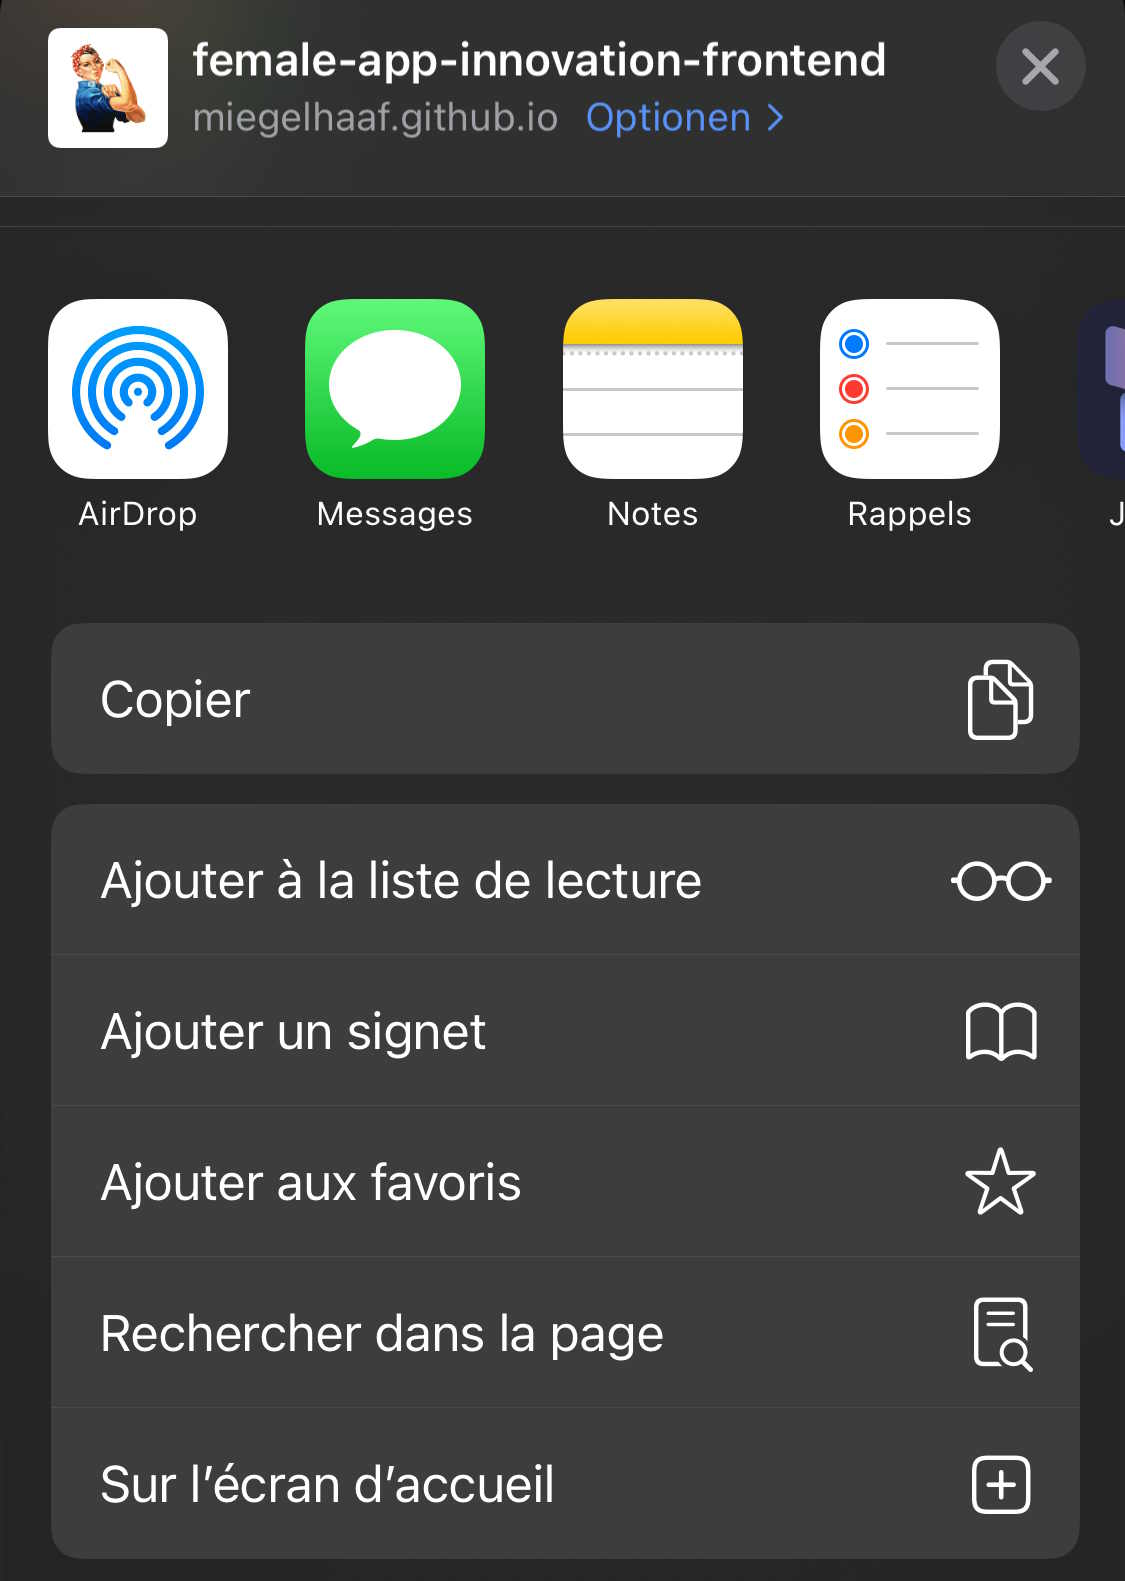 female-app-innovation-frontend
miegelhaaf.github.io Optionen
AirDrop
Messages
Notes
Rappels
J
Copier
Ajouter à la liste de lecture
Ajouter un signet
Ajouter aux favoris
Rechercher dans la page
Sur l’écran d’accueil